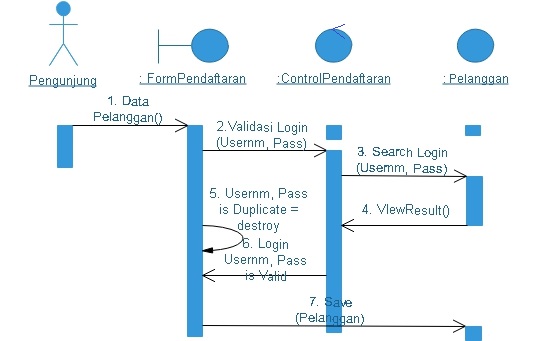 Pengunjung
: FormPendaftaran
:ControlPendaftaran
: Pelanggan
1. Data
Pelanggan()
2.Validasi Login
(Usernm, Pass)
3. Search Login
(Usernm, Pass)
4. VIewResult()
5. Usernm, Pass
is Duplicate =
destroy
6. Login
Usernm, Pass
is Valid
7. Save
(Pelanggan)